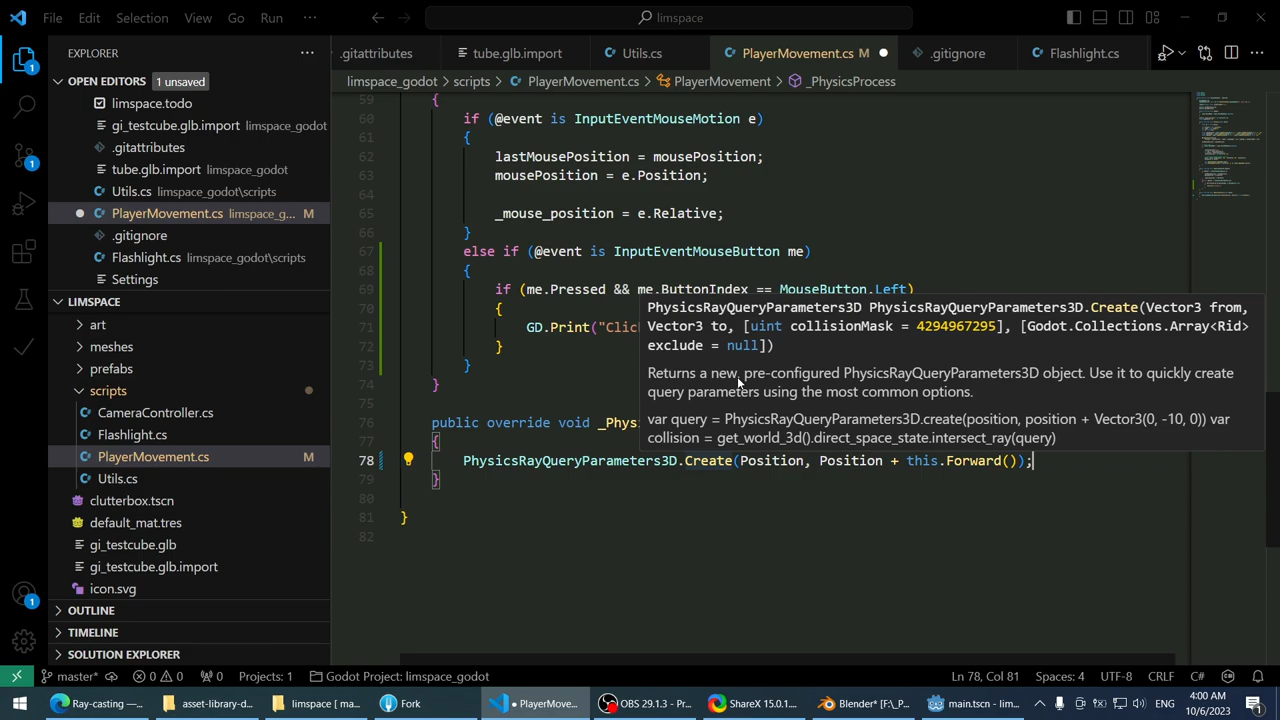 File Edit Selection View Go Run ···
limspace
EXPLORER
OPEN EDITORS 1 unsaved
limspace.todo
gi_testcube.glb.import limspace_godot
.gitattributes
tube.glb.import limspace_godot
Utils.cs limspace_godot\scripts
PlayerMovement.cs limspace_g... M
.gitignore
Flashlight.cs limspace_godot\scripts
Settings
LIMSPACE
art
meshes
prefabs
scripts
CameraController.cs
Flashlight.cs
PlayerMovement.cs M
Utils.cs
clutterbox.tscn
default_mat.tres
gi_testcube.glb
gi_testcube.glb.import
icon.svg
OUTLINE
TIMELINE
SOLUTION EXPLORER
1
1
1
.gitattributes tube.glb.import Utils.cs PlayerMovement.cs M .gitignore Flashlight.cs
limspace_godot > scripts > PlayerMovement.cs > PlayerMovement > _PhysicsProcess
59 {
60 if (@event is InputEventMouseMotion e)
61 {
62 lastMousePosition = mousePosition;
63 mousePosition = e.Position;
64
65 _mouse_position = e.Relative;
66 }
67 else if (@event is InputEventMouseButton me)
68 {
69 if (me.Pressed && me.ButtonIndex == MouseButton.Left)
70 {
71 GD.Print("Clic
72 }
73 }
74 }
75
76 public override void _Phys
77 {
78 PhysicsRayQueryParameters3D.Create(Position, Position + this.Forward());
79 }
80
81 }
82
PhysicsRayQueryParameters3D PhysicsRayQueryParameters3D.Create(Vector3 from,
Vector3 to, [uint collisionMask = 4294967295], [Godot.Collections.Array<Rid>
exclude = null])
Returns a new, pre-configured PhysicsRayQueryParameters3D object. Use it to quickly create
query parameters using the most common options.
var query = PhysicsRayQueryParameters3D.create(position, position + Vector3(0, -10, 0)) var
collision = get_world_3d().direct_space_state.intersect_ray(query)
master* 0 0 0 Projects: 1 Godot Project: limspace_godot Ln 78, Col 81 Spaces: 4 UTF-8 CRLF C#
Ray-casting —... asset-library-d... limspace [ ma... Fork PlayerMove... OBS 29.1.3 - Pr... ShareX 15.0.1... Blender* [F:\_P... main.tscn - lim... ENG 4:00 AM
10/6/2023 1